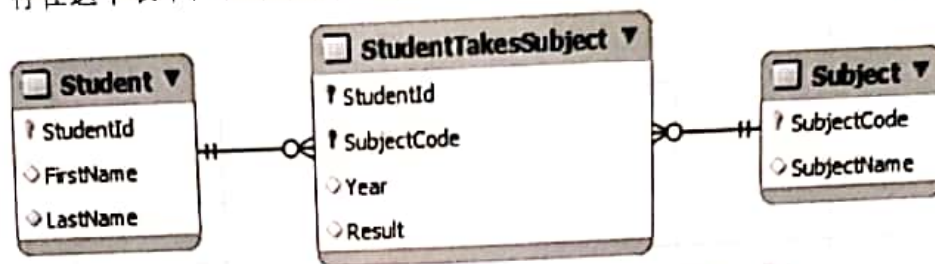 Student
StudentId
FirstName
LastName
StudentTakesSubject
StudentId
SubjectCode
Year
Result
Subject
SubjectCode
SubjectName